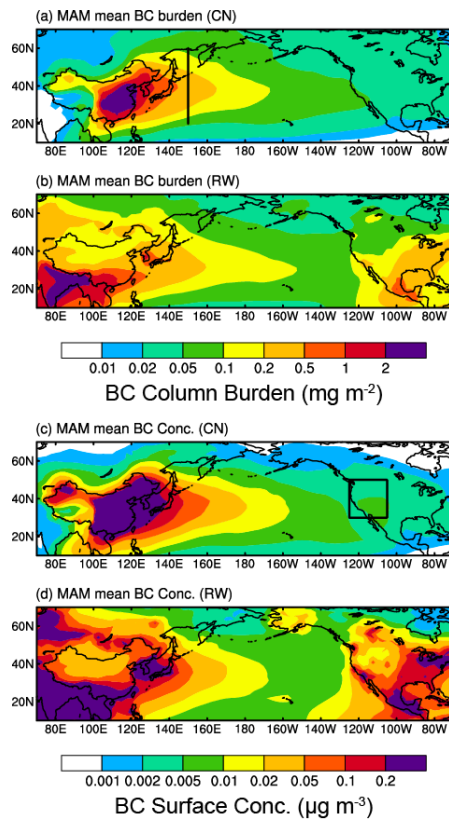 (a) MAM mean BC burden (CN)
60N
40N
20N
80E 100E 120E 140E 160E 180 160W 140W 120W 100W 80W
(b) MAM mean BC burden (RW)
60N
40N
20N
80E 100E 120E 140E 160E 180 160W 140W 120W 100W 80W
0.01 0.02 0.05 0.1 0.2 0.5 1 2
BC Column Burden (mg m⁻²)
(c) MAM mean BC Conc. (CN)
60N
40N
20N
80E 100E 120E 140E 160E 180 160W 140W 120W 100W 80W
(d) MAM mean BC Conc. (RW)
60N
40N
20N
80E 100E 120E 140E 160E 180 160W 140W 120W 100W 80W
0.001 0.002 0.005 0.01 0.02 0.05 0.1 0.2
BC Surface Conc. (µg m⁻³)